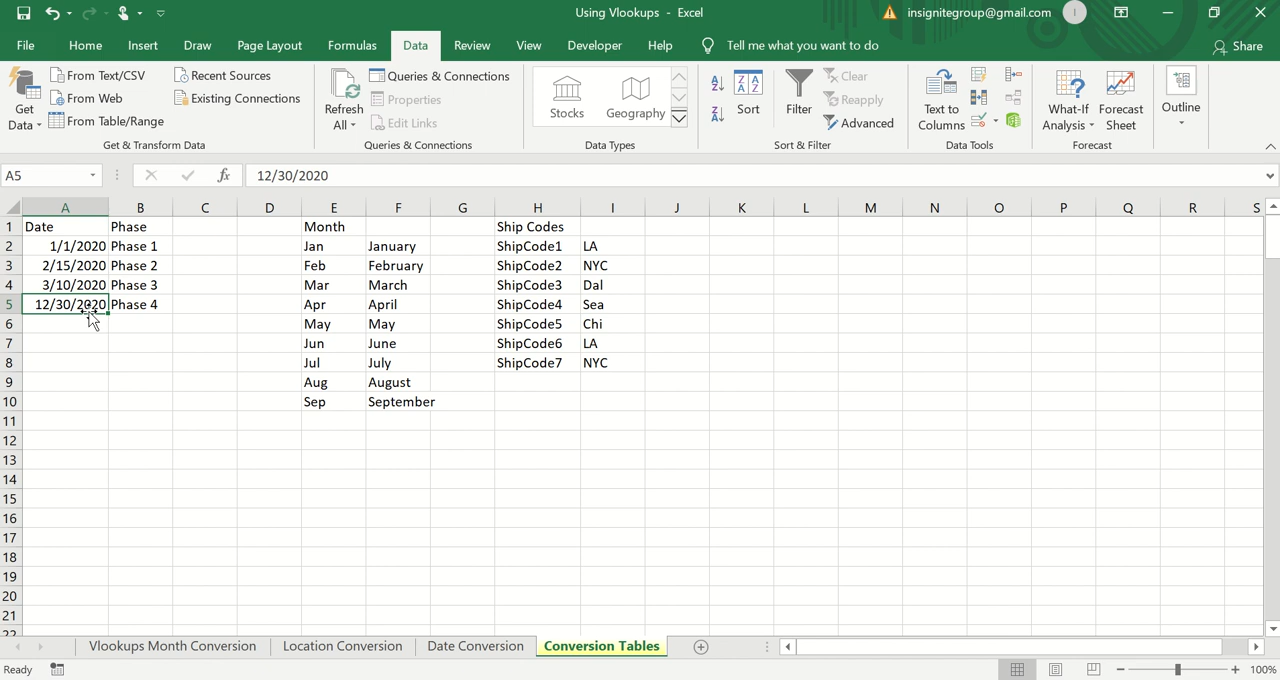 Using Vlookups - Excel
insignitegroup@gmail.com
I
File Home Insert Draw Page Layout Formulas Data Review View Developer Help Tell me what you want to do Share
Get Data
From Text/CSV
From Web
From Table/Range
Recent Sources
Existing Connections
Get & Transform Data
Refresh All
Queries & Connections
Properties
Edit Links
Queries & Connections
Stocks
Geography
Data Types
Sort
Filter
Clear
Reapply
Advanced
Sort & Filter
Text to Columns
Data Tools
What-If Analysis
Forecast Sheet
Forecast
Outline
A5 fx 12/30/2020
A B C D E F G H I J K L M N O P Q R S
1 Date Phase Month Ship Codes
2 1/1/2020 Phase 1 Jan January ShipCode1 LA
3 2/15/2020 Phase 2 Feb February ShipCode2 NYC
4 3/10/2020 Phase 3 Mar March ShipCode3 Dal
5 12/30/2020 Phase 4 Apr April ShipCode4 Sea
6 May May ShipCode5 Chi
7 Jun June ShipCode6 LA
8 Jul July ShipCode7 NYC
9 Aug August
10 Sep September
11
12
13
14
15
16
17
18
19
20
21
22
Vlookups Month Conversion Location Conversion Date Conversion Conversion Tables
Ready 100%